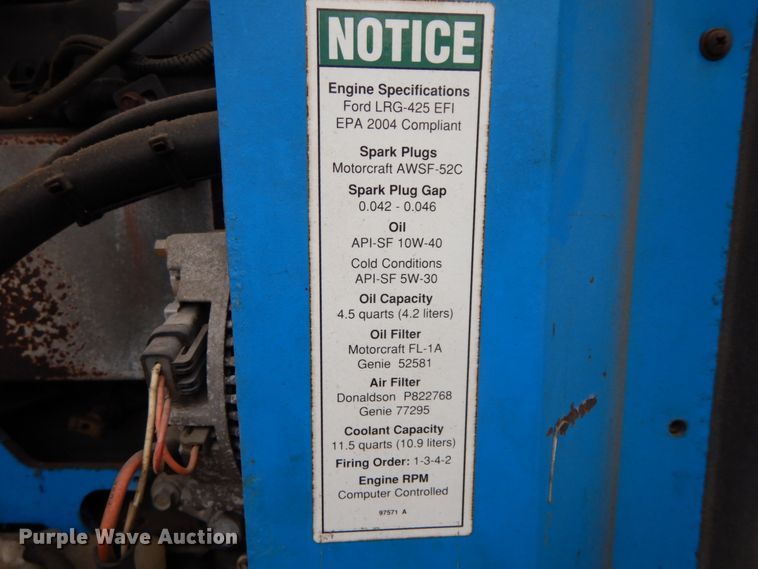 NOTICE
Engine Specifications
Ford LRG-425 EFI
EPA 2004 Compliant
Spark Plugs
Motorcraft AWSF-52C
Spark Plug Gap
0.042 - 0.046
Oil
API-SF 10W-40
Cold Conditions
API-SF 5W-30
Oil Capacity
4.5 quarts (4.2 liters)
Oil Filter
Motorcraft FL-1A
Genie 52581
Air Filter
Donaldson P822768
Genie 77295
Coolant Capacity
11.5 quarts (10.9 liters)
Firing Order: 1-3-4-2
Engine RPM
Computer Controlled
97571 A
Purple Wave Auction